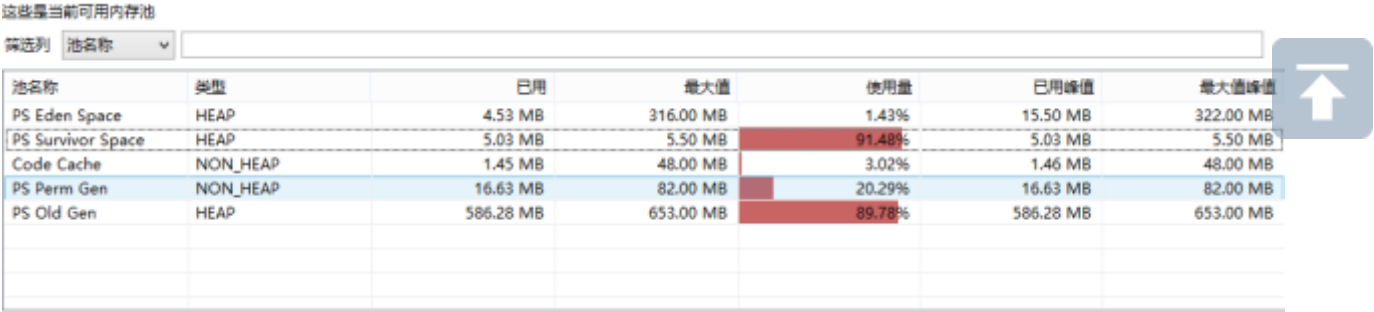 这些是当前可用内存池
筛选列 池名称
池名称 类型 已用 最大值 使用量 已用峰值 最大值峰值
PS Eden Space HEAP 4.53 MB 316.00 MB 1.43% 15.50 MB 322.00 MB
PS Survivor Space HEAP 5.03 MB 5.50 MB 91.48% 5.03 MB 5.50 MB
Code Cache NON_HEAP 1.45 MB 48.00 MB 3.02% 1.46 MB 48.00 MB
PS Perm Gen NON_HEAP 16.63 MB 82.00 MB 20.29% 16.63 MB 82.00 MB
PS Old Gen HEAP 586.28 MB 653.00 MB 89.78% 586.28 MB 653.00 MB